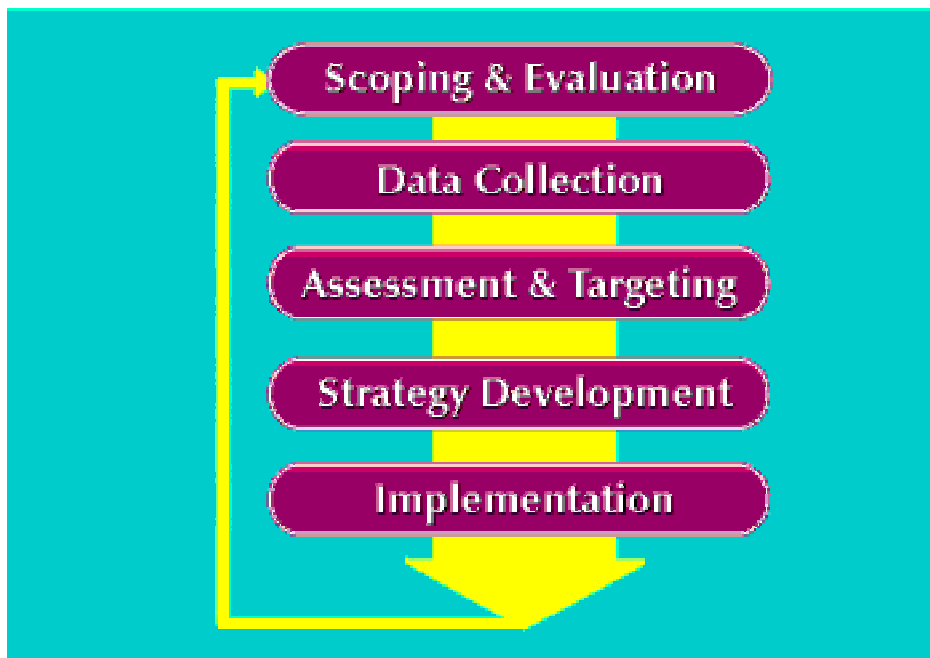 Scoping & Evaluation
Data Collection
Assessment & Targeting
Strategy Development
Implementation